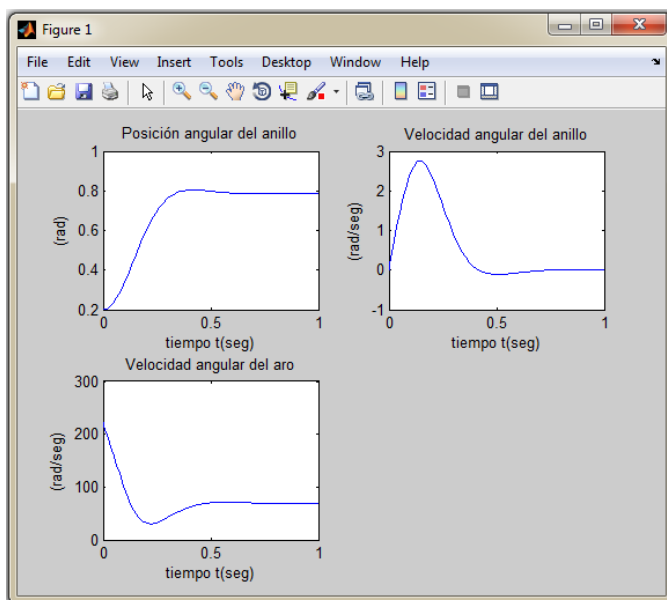 Figure 1
File Edit View Insert Tools Desktop Window Help
Posición angular del anillo
1
0.8
0.6
0.4
0.2
(rad)
0 0.5 1
tiempo t(seg)
Velocidad angular del anillo
3
2
1
0
-1
(rad/seg)
0 0.5 1
tiempo t(seg)
Velocidad angular del aro
300
200
100
0
(rad/seg)
0 0.5 1
tiempo t(seg)